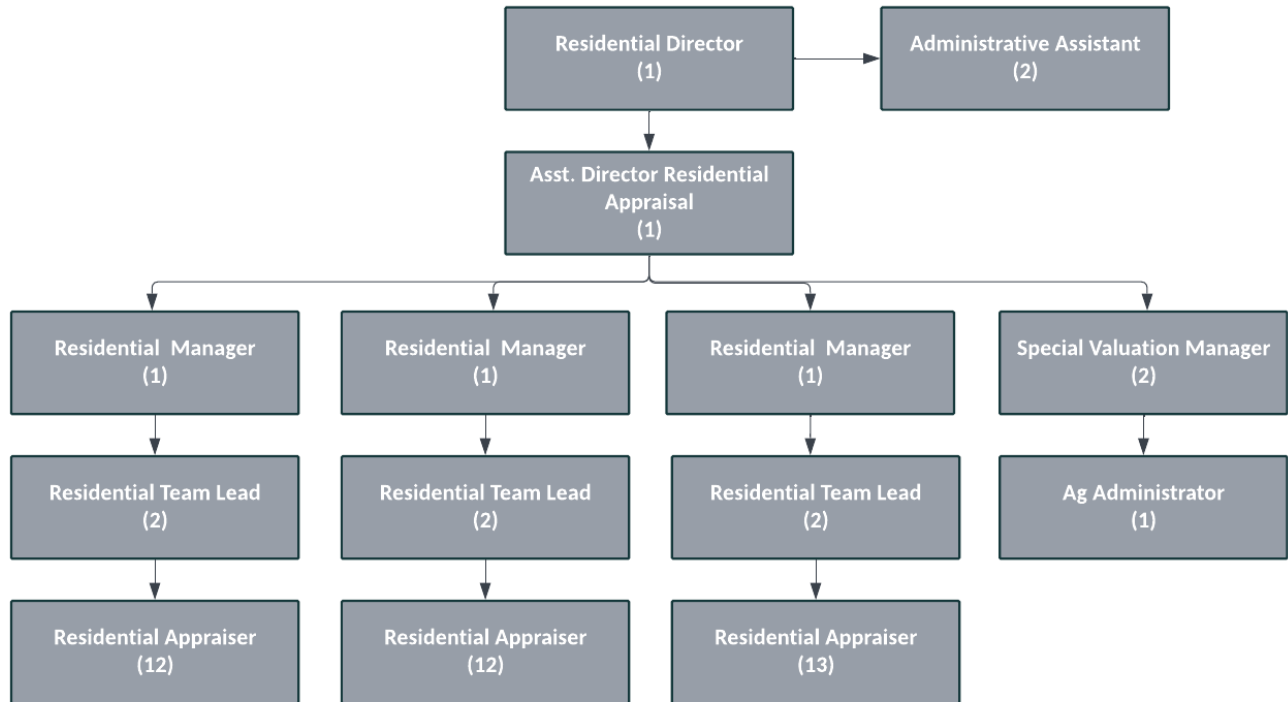 Residential Director
(1)
Administrative Assistant
(2)
Asst. Director Residential
Appraisal
(1)
Residential  Manager
(1)
Residential  Manager
(1)
Residential  Manager
(1)
Special Valuation Manager
(2)
Residential Team Lead
(2)
Residential Team Lead
(2)
Residential Team Lead
(2)
Ag Administrator
(1)
Residential Appraiser
(12)
Residential Appraiser
(12)
Residential Appraiser
(13)